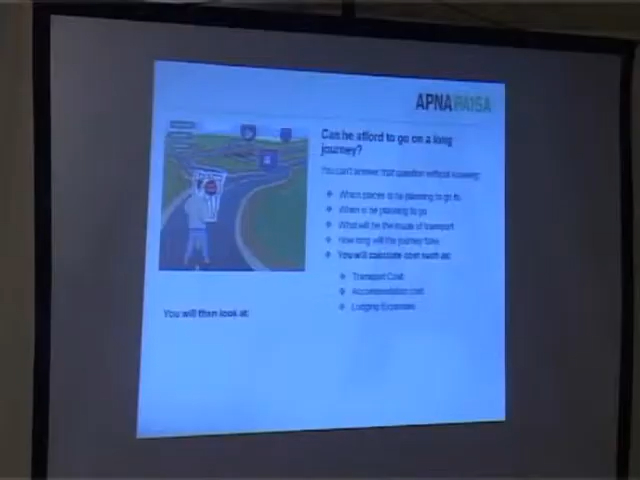 APNAPAISA
Can he afford to go on a long
journey?
You can't answer that question without knowing:
Which places is he planning to go to
When is he planning to go
What will be the mode of transport
How long will the journey take
You will calculate cost such as:
Transport Cost
Accommodation cost
Lodging Expenses
You will then look at: